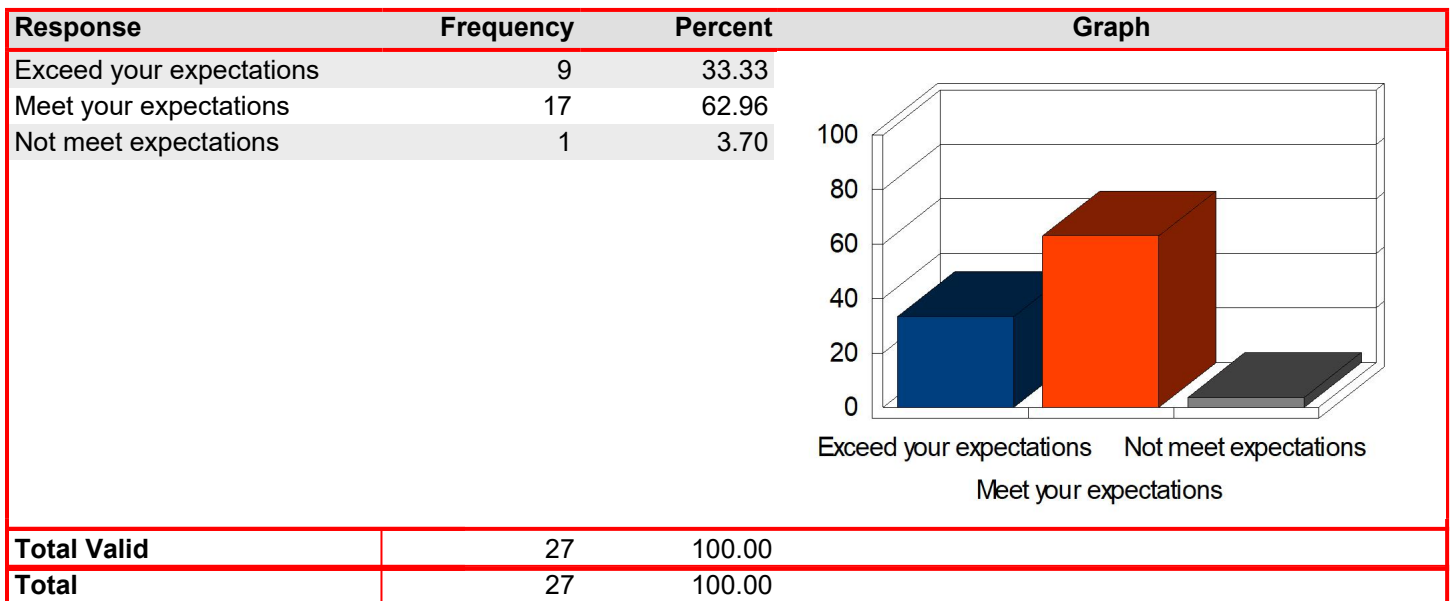 Response Frequency Percent Graph
Exceed your expectations 9 33.33
Meet your expectations 17 62.96
Not meet expectations 1 3.70
100
80
60
40
20
0
Exceed your expectations Not meet expectations
Meet your expectations
Total Valid 27 100.00
Total 27 100.00